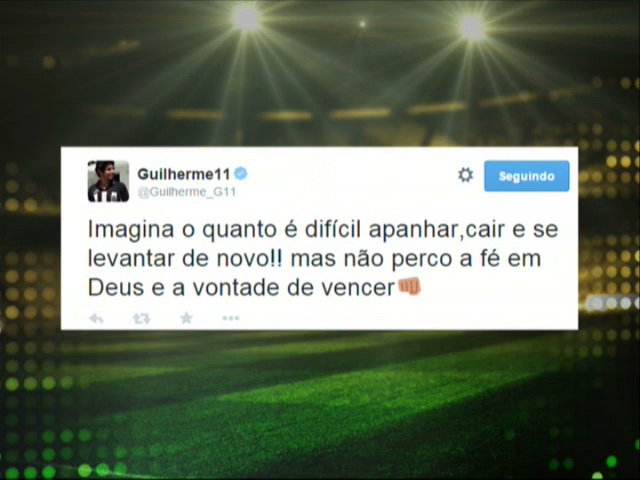 Guilherme11
@Guilherme_G11
Seguindo
Imagina o quanto é difícil apanhar,cair e se
levantar de novo!! mas não perco a fé em
Deus e a vontade de vencer👊